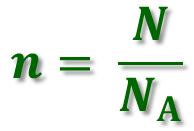 n = N / N_A